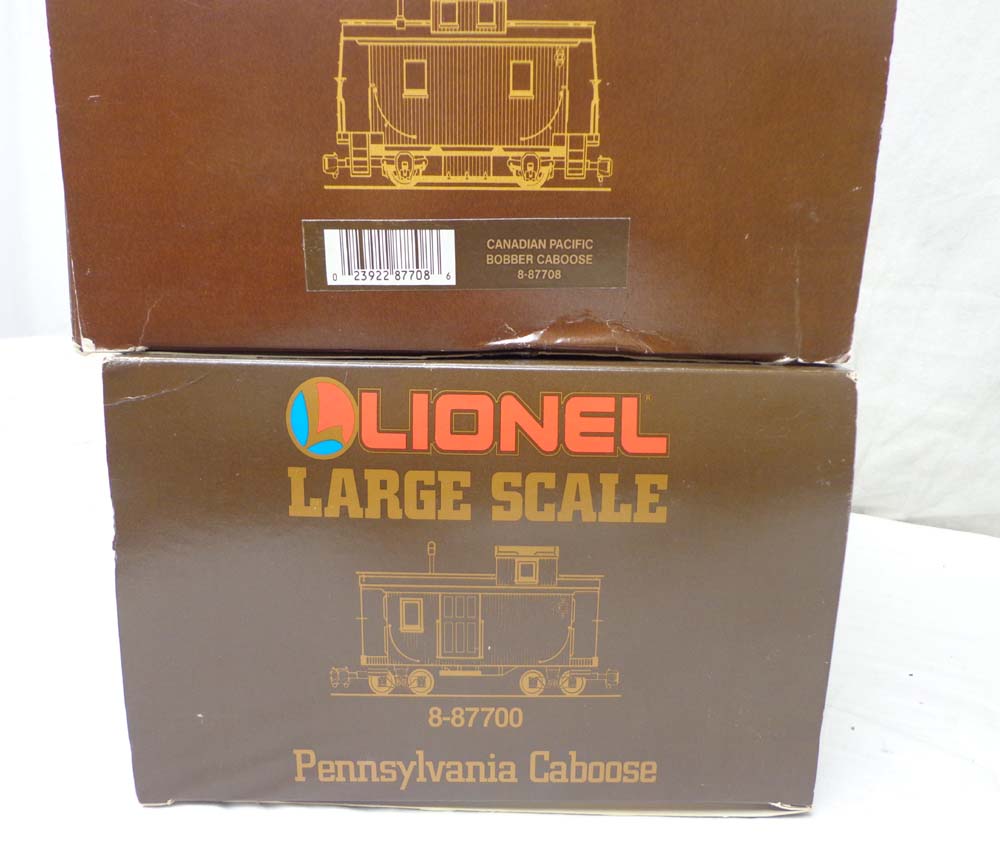 0 23922 87708 6
CANADIAN PACIFIC
BOBBER CABOOSE
8-87708
L LIONEL®
LARGE SCALE
8-87700
Pennsylvania Caboose